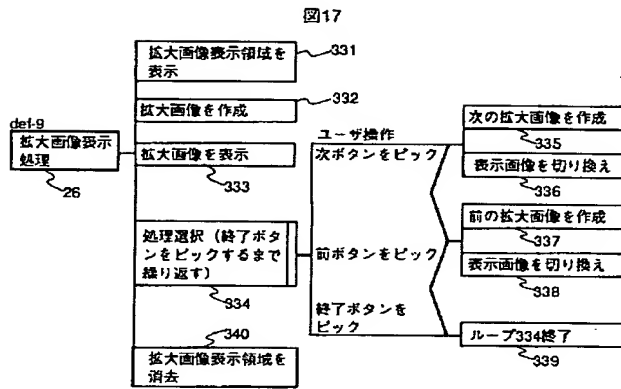 図17
拡大画像表示領域を
表示
331
拡大画像を作成
332
def-9
拡大画像表示
処理
26
拡大画像を表示
333
処理選択（終了ボタ
ンをピックするまで
繰り返す）
334
340
拡大画像表示領域を
消去
ユーザ操作
次ボタンをピック
次の拡大画像を作成
335
表示画像を切り換え
336
前ボタンをピック
前の拡大画像を作成
337
表示画像を切り換え
338
終了ボタンを
ピック
ループ334終了
339